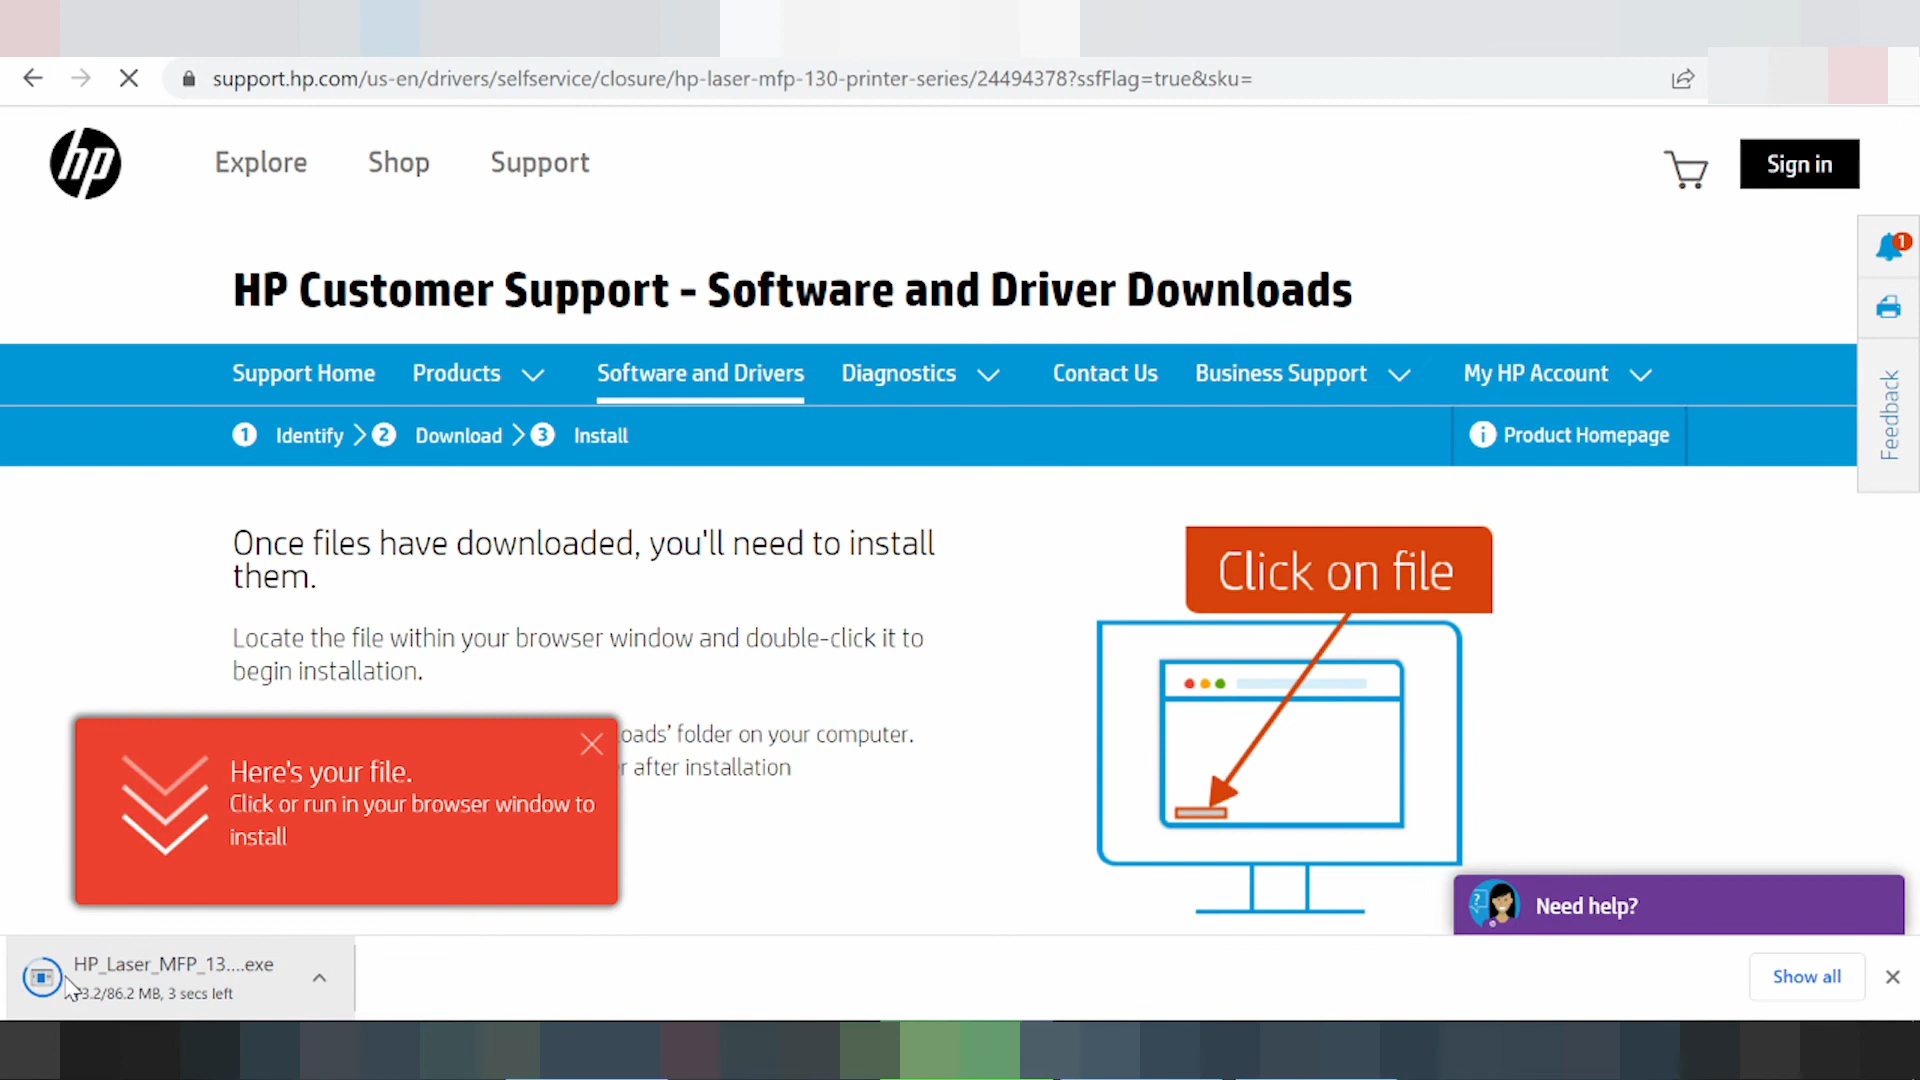 support.hp.com/us-en/drivers/selfservice/closure/hp-laser-mfp-130-printer-series/24494378?ssfFlag=true&sku=
hp
Explore Shop Support
Sign in
1
HP Customer Support - Software and Driver Downloads
Support Home Products Software and Drivers Diagnostics Contact Us Business Support My HP Account
1 Identify 2 Download 3 Install
i Product Homepage
Feedback
Once files have downloaded, you'll need to install
them.
Click on file
Locate the file within your browser window and double-click it to
begin installation.
oads’ folder on your computer.
r after installation
Here's your file.
Click or run in your browser window to
install
? Need help?
HP_Laser_MFP_13....exe
3.2/86.2 MB, 3 secs left
Show all